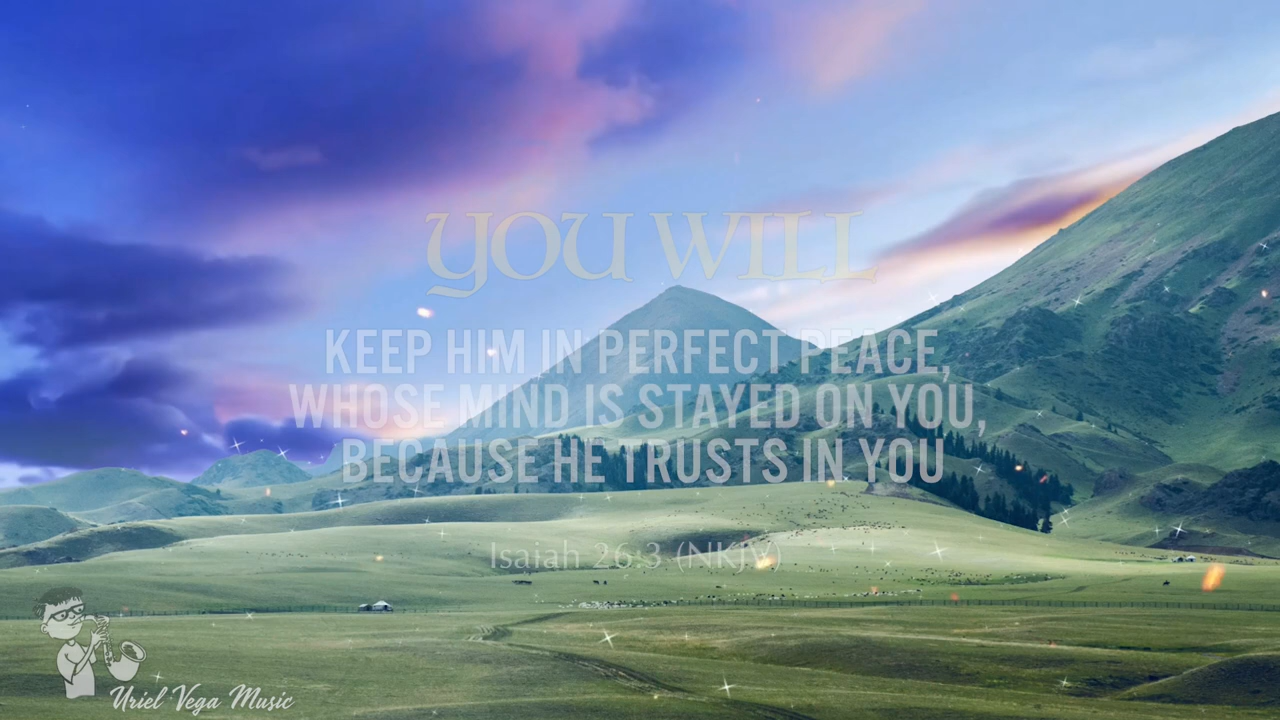 YOU WILL
KEEP HIM IN PERFECT PEACE,
WHOSE MIND IS STAYED ON YOU,
BECAUSE HE TRUSTS IN YOU
Isaiah 26:3 (NKJV)
Uriel Vega Music